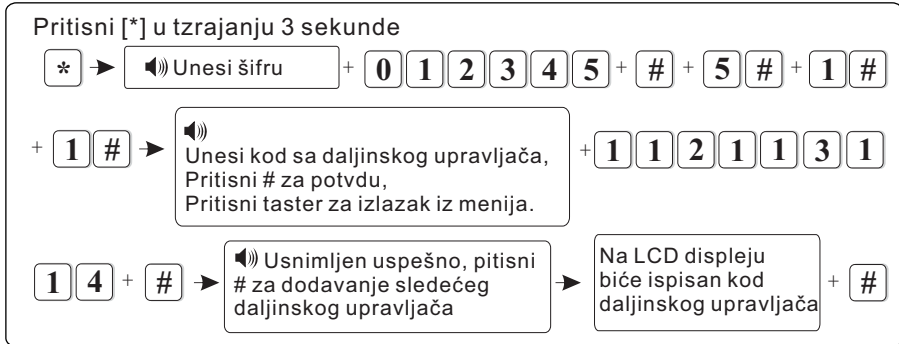 Pritisni [*] u tzrajanju 3 sekunde
* Unesi šifru + 0 1 2 3 4 5 + # + 5 # + 1 #
+ 1 #
Unesi kod sa daljinskog upravljača,
Pritisni # za potvdu,
Pritisni taster za izlazak iz menija.
+ 1 1 2 1 1 3 1
1 4 + #
Usnimljen uspešno, pitisni
# za dodavanje sledećeg
daljinskog upravljača
Na LCD displeju
biće ispisan kod
daljinskog upravljača
+ #